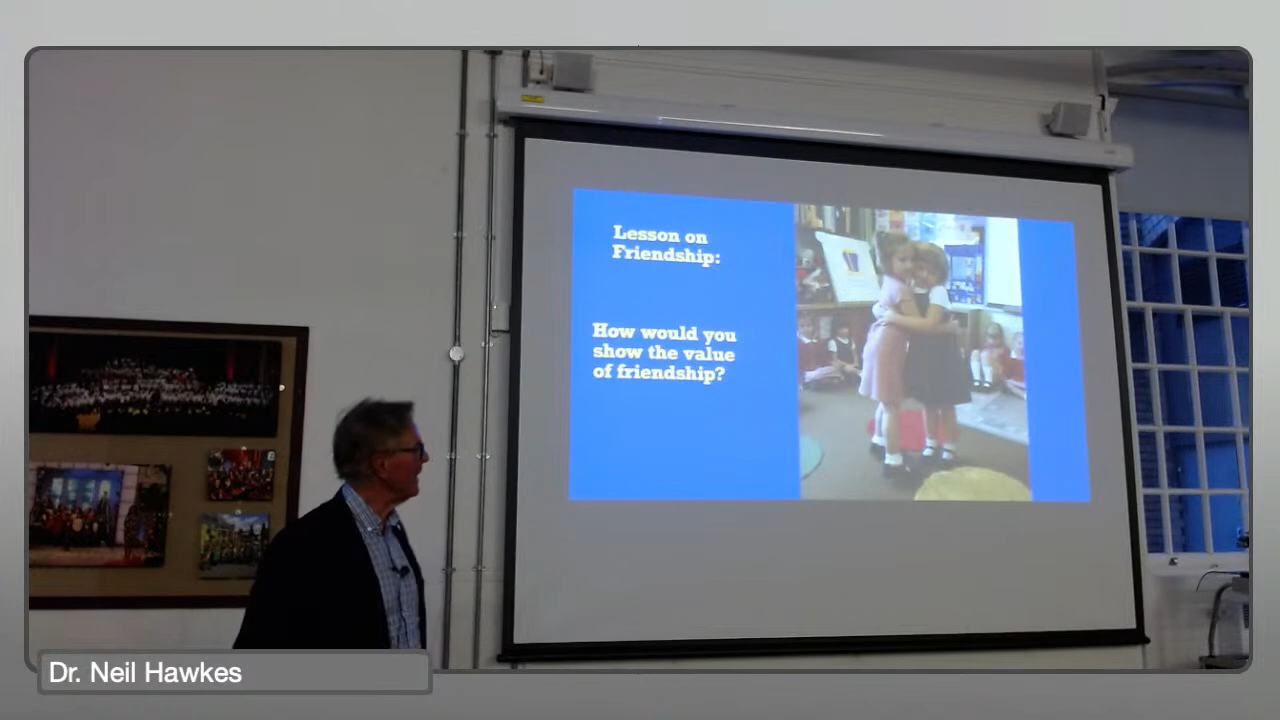 Lesson on
Friendship:
How would you
show the value
of friendship?
Dr. Neil Hawkes